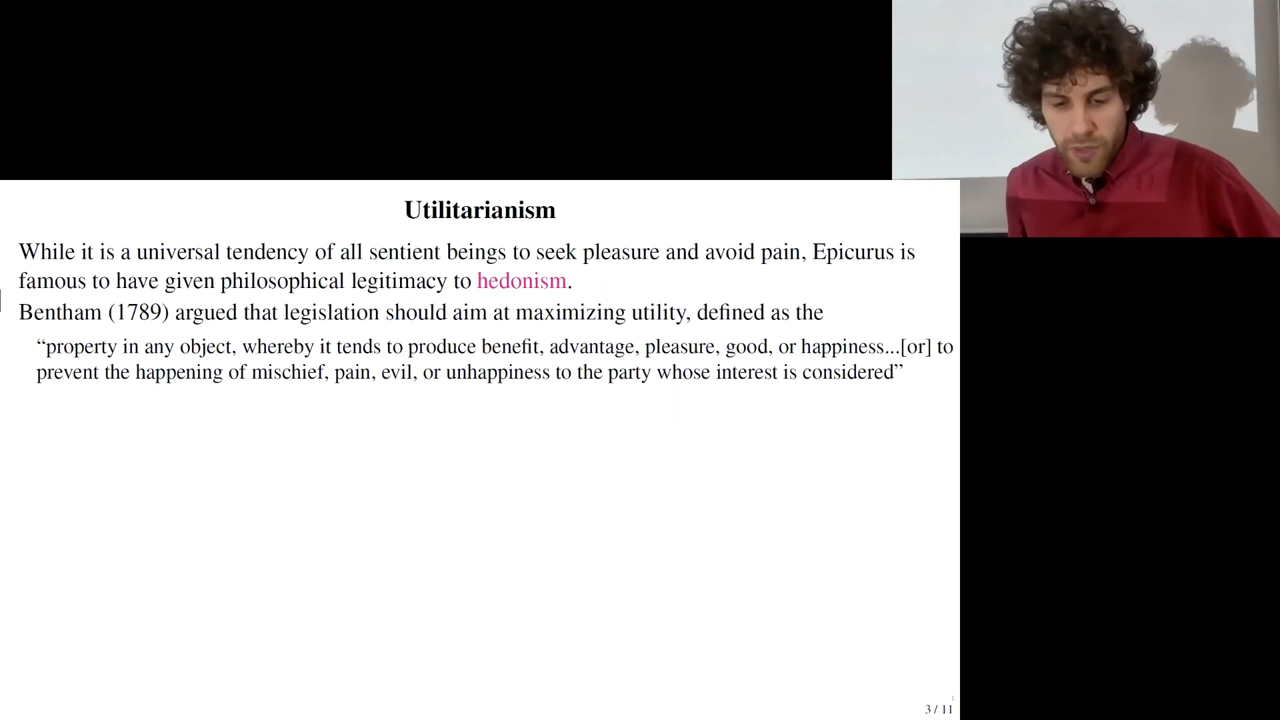 Utilitarianism
While it is a universal tendency of all sentient beings to seek pleasure and avoid pain, Epicurus is
famous to have given philosophical legitimacy to hedonism.
Bentham (1789) argued that legislation should aim at maximizing utility, defined as the
“property in any object, whereby it tends to produce benefit, advantage, pleasure, good, or happiness...[or] to
prevent the happening of mischief, pain, evil, or unhappiness to the party whose interest is considered”
3 / 11